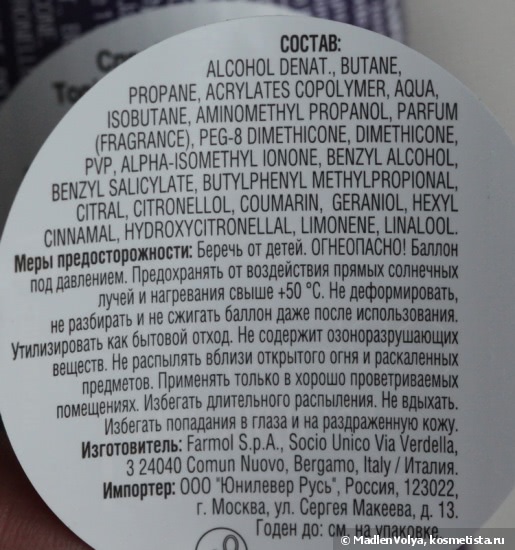 СОСТАВ:
ALCOHOL DENAT., BUTANE,
PROPANE, ACRYLATES COPOLYMER, AQUA,
ISOBUTANE, AMINOMETHYL PROPANOL, PARFUM
(FRAGRANCE), PEG-8 DIMETHICONE, DIMETHICONE,
PVP, ALPHA-ISOMETHYL IONONE, BENZYL ALCOHOL,
BENZYL SALICYLATE, BUTYLPHENYL METHYLPROPIONAL,
CITRAL, CITRONELLOL, COUMARIN, GERANIOL, HEXYL
CINNAMAL, HYDROXYCITRONELLAL, LIMONENE, LINALOOL.
Меры предосторожности: Беречь от детей. ОГНЕОПАСНО! Баллон
под давлением. Предохранять от воздействия прямых солнечных
лучей и нагревания свыше +50 °C. Не деформировать,
не разбирать и не сжигать баллон даже после использования.
Утилизировать как бытовой отход. Не содержит озоноразрушающих
веществ. Не распылять вблизи открытого огня и раскаленных
предметов. Применять только в хорошо проветриваемых
помещениях. Избегать длительного распыления. Не вдыхать.
Избегать попадания в глаза и на раздраженную кожу.
Изготовитель: Farmol S.p.A., Socio Unico Via Verdella,
3 24040 Comun Nuovo, Bergamo, Italy / Италия.
Импортер: ООО "Юнилевер Русь", Россия, 123022,
г. Москва, ул. Сергея Макеева, д. 13.
Годен до: см. на упаковке
© MadlenVolya, kosmetista.ru